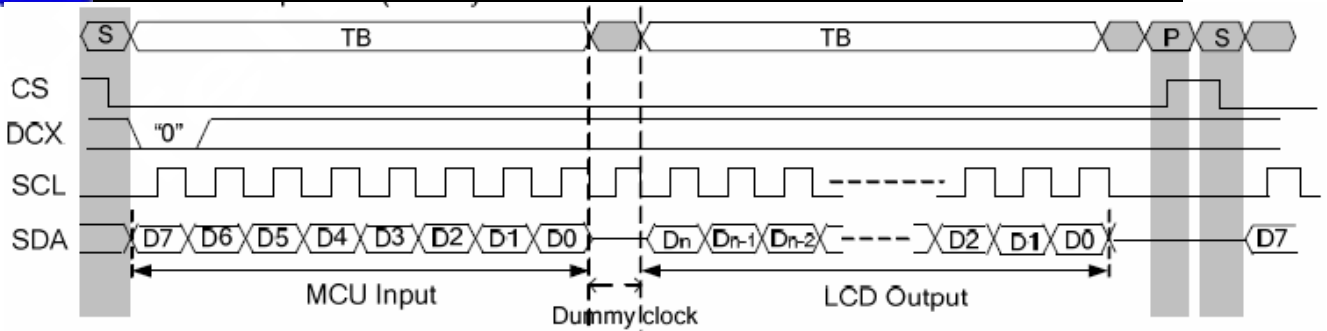 S TB TB P S
CS
DCX "0"
SCL
SDA D7 D6 D5 D4 D3 D2 D1 D0 Dn Dn-1 Dn-2 D2 D1 D0 D7
MCU Input LCD Output
Dummy clock